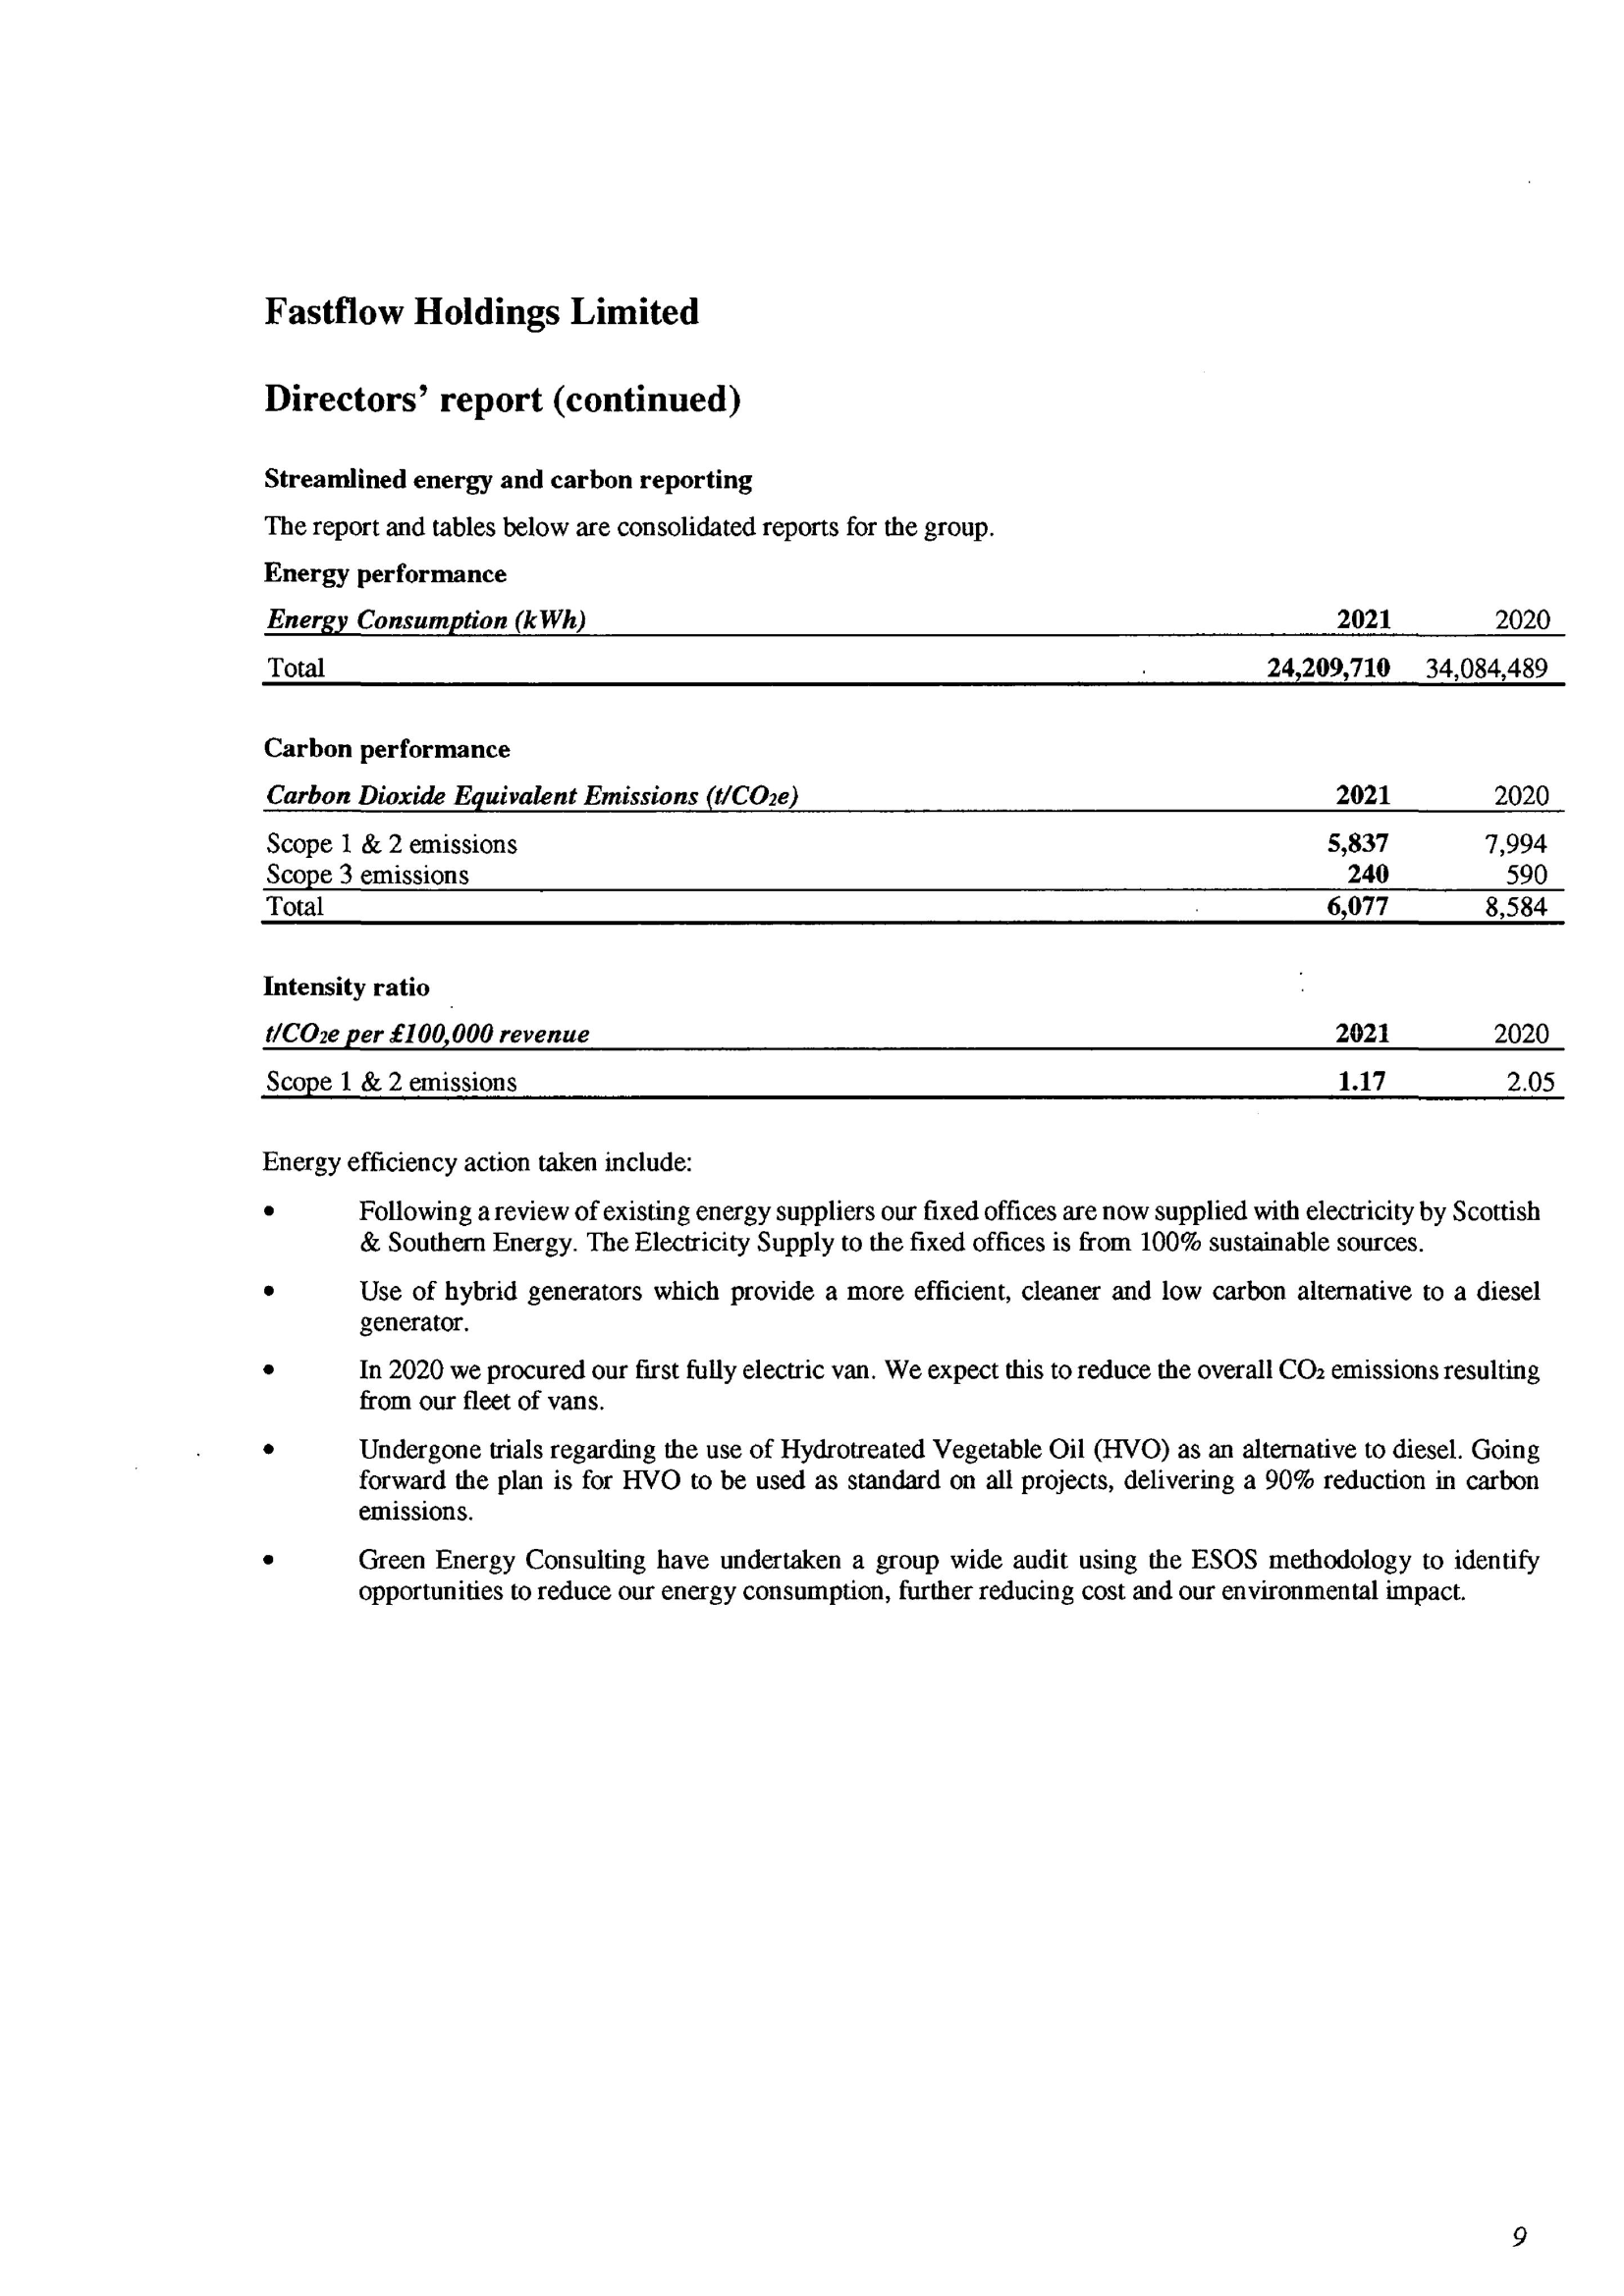 Fastflow Holdings Limited
Directors' report (continued)
Streamlined energy and carbon reporting
The report and tables below are consolidated reports for the group.
Energy performance
Energy Consumption (kWh) 2021 2020
Total 24,209,710 34,084,489
Carbon performance
Carbon Dioxide Equivalent Emissions (t/CO₂e) 2021 2020
Scope 1 & 2 emissions 5,837 7,994
Scope 3 emissions 240 590
Total 6,077 8,584
Intensity ratio
t/CO₂e per £100,000 revenue 2021 2020
Scope 1 & 2 emissions 1.17 2.05
Energy efficiency action taken include:
• Following a review of existing energy suppliers our fixed offices are now supplied with electricity by Scottish
& Southern Energy. The Electricity Supply to the fixed offices is from 100% sustainable sources.
• Use of hybrid generators which provide a more efficient, cleaner and low carbon alternative to a diesel
generator.
• In 2020 we procured our first fully electric van. We expect this to reduce the overall CO₂ emissions resulting
from our fleet of vans.
• Undergone trials regarding the use of Hydrotreated Vegetable Oil (HVO) as an alternative to diesel. Going
forward the plan is for HVO to be used as standard on all projects, delivering a 90% reduction in carbon
emissions.
• Green Energy Consulting have undertaken a group wide audit using the ESOS methodology to identify
opportunities to reduce our energy consumption, further reducing cost and our environmental impact.
9